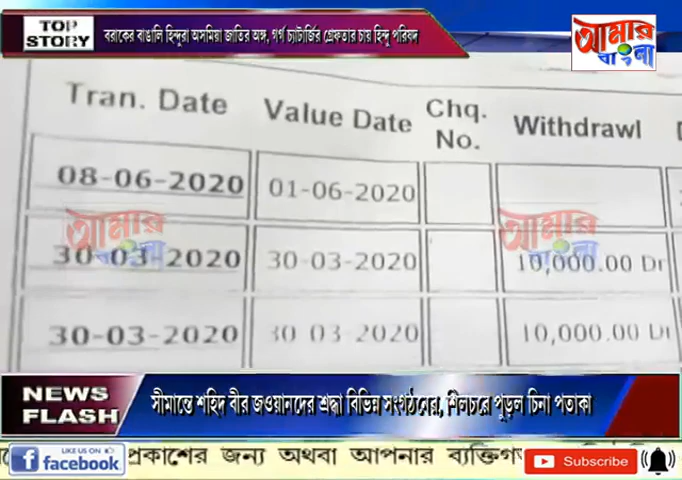 TOP STORY
বরাকের বাঙালি হিন্দুরা অসমিয়া জাতির অঙ্গ, গর্গ চ্যাটার্জির গ্রেফতার চায় হিন্দু পরিষদ
আমার
বাংলা
Tran. Date Value Date Chq. No. Withdrawl
08-06-2020 01-06-2020
আমার বাংলা আমার বাংলা
30-03-2020 30-03-2020 10,000.00 Dr
30-03-2020 30-03-2020 10,000.00 Dr
NEWS FLASH
সীমান্তে শহিদ বীর জওয়ানদের শ্রদ্ধা বিভিন্ন সংগঠনের, শিলচরে পুড়ল চিনা পতাকা
LIKE US ON
facebook প্রকাশের জন্য অথবা আপনার Subscribe